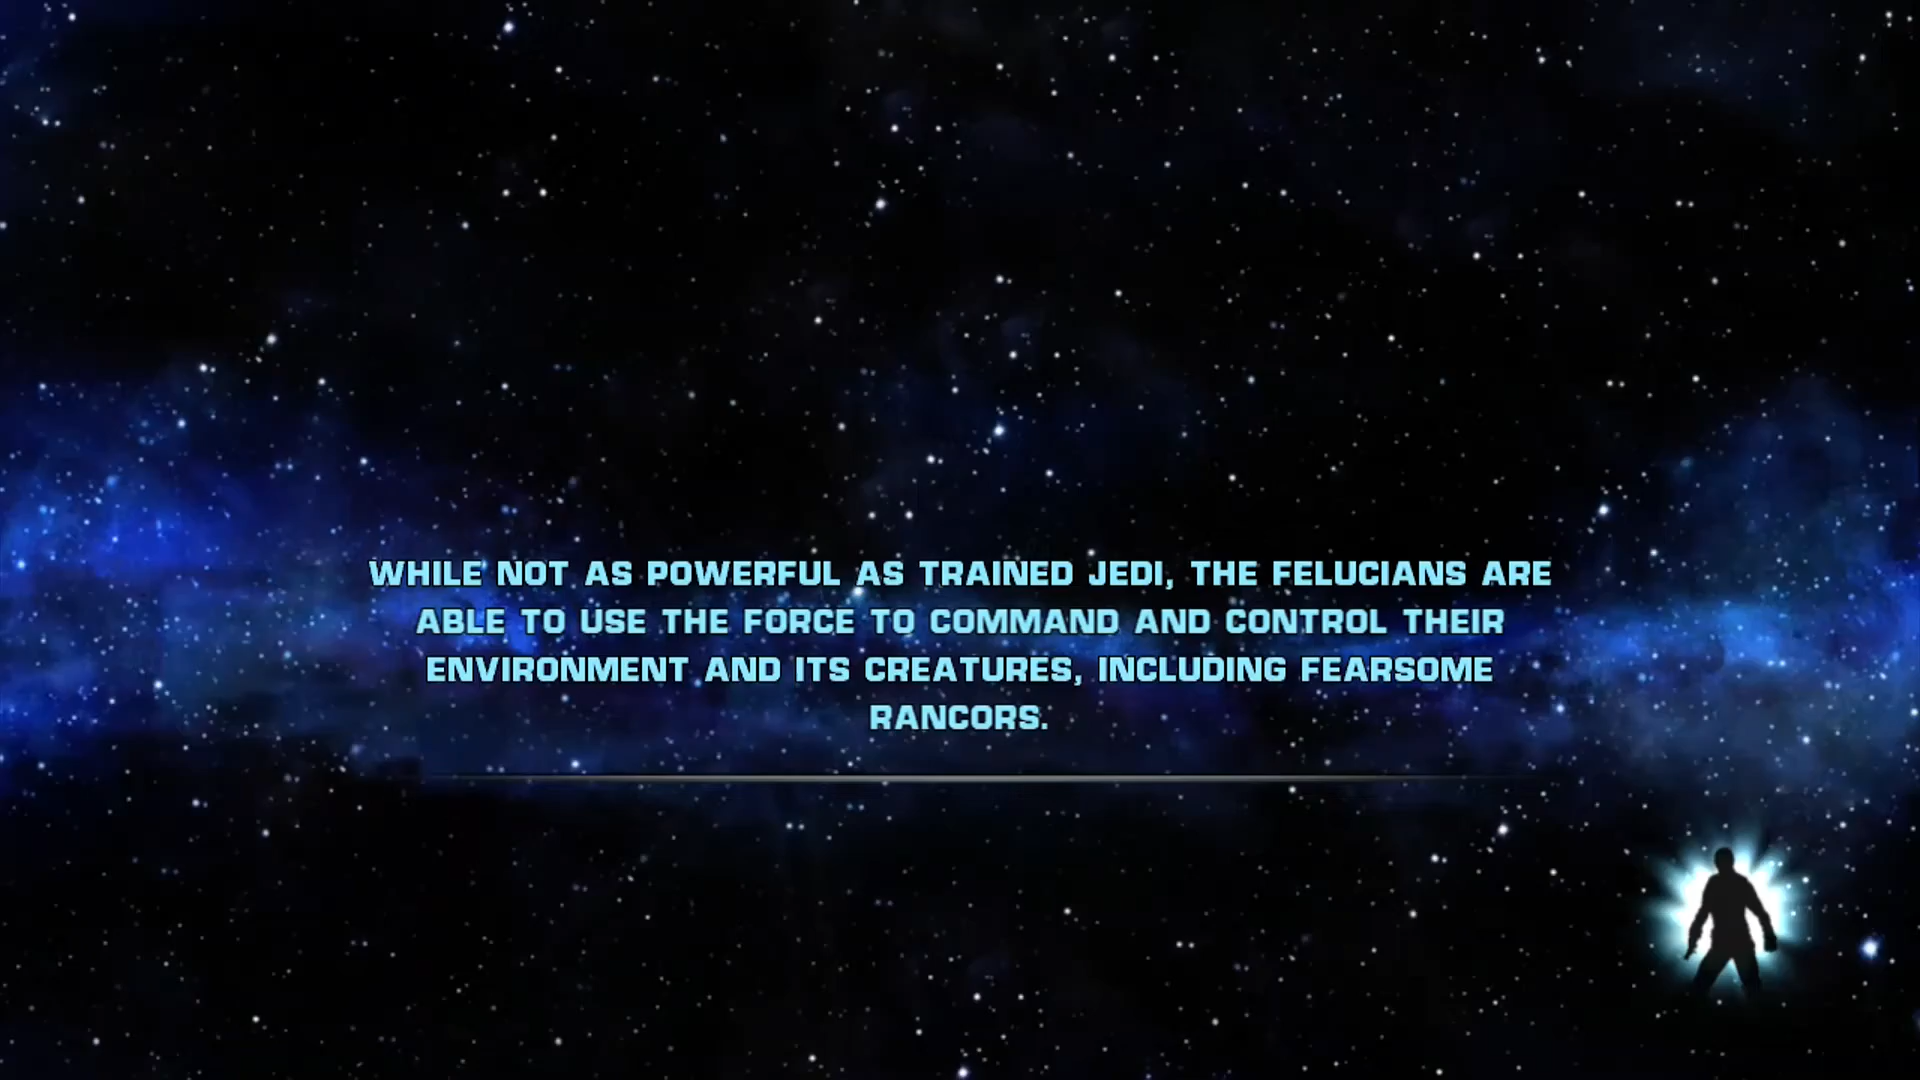 WHILE NOT AS POWERFUL AS TRAINED JEDI, THE FELUCIANS ARE
ABLE TO USE THE FORCE TO COMMAND AND CONTROL THEIR
ENVIRONMENT AND ITS CREATURES, INCLUDING FEARSOME
RANCORS.